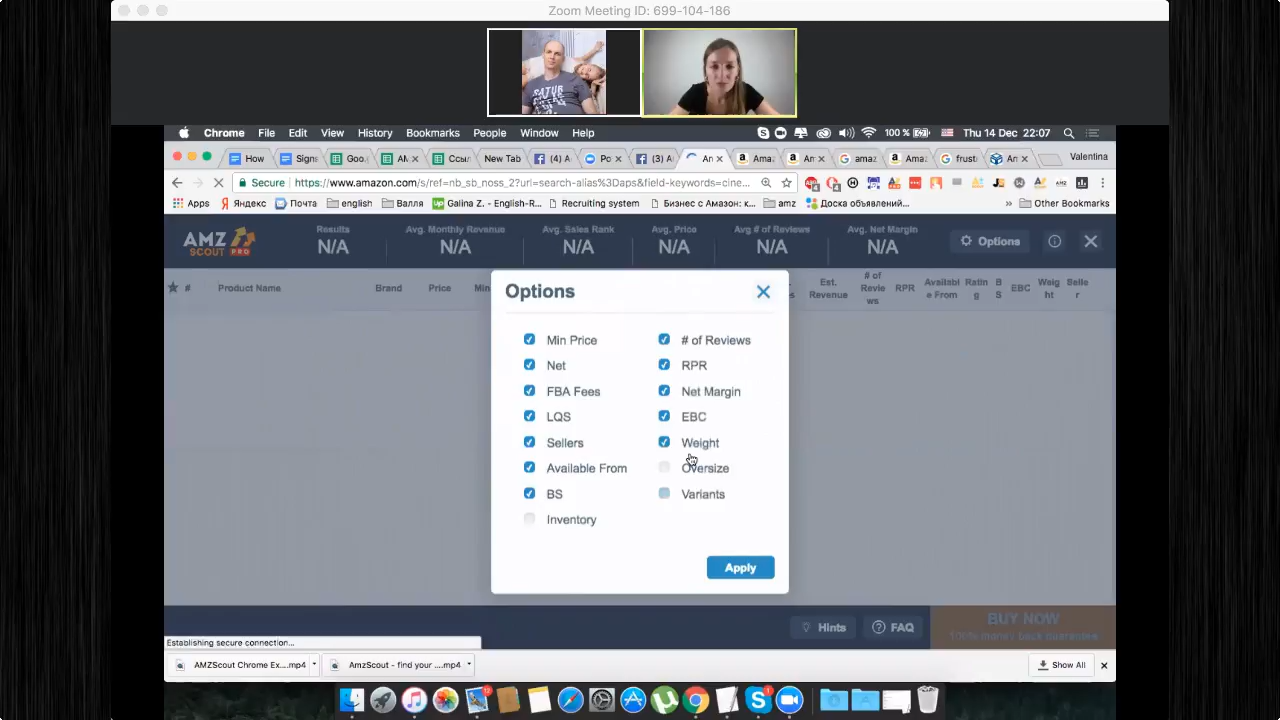 Zoom Meeting ID: 699-104-186
SATUR
Chrome File Edit View History Bookmarks People Window Help 100 % Thu 14 Dec 22:07
How Signs Goo AM Ссыл New Tab (4) A Po (3) A An Ama An amaz Amaz frust An Valentina
Secure https://www.amazon.com/s/ref=nb_sb_noss_2?url=search-alias%3Daps&field-keywords=cine...
Apps Яндекс Почта english Валля Galina Z. - English-R... Recruiting system Бизнес с Амазон: к... amz Доска объявлений... » Other Bookmarks
AMZ
SCOUT PRO
Results Avg. Monthly Revenue Avg. Sales Rank Avg. Price Avg # of Reviews Avg. Net Margin
N/A N/A N/A N/A N/A N/A
Options
# Product Name Brand Price Min Est. Revenue # of Reviews RPR Available From Rating BS EBC Weight Seller
Options
Min Price # of Reviews
Net RPR
FBA Fees Net Margin
LQS EBC
Sellers Weight
Available From Oversize
BS Variants
Inventory
Apply
Hints FAQ BUY NOW
100% money back guarantee
Establishing secure connection...
AMZScout Chrome Ex....mp4 AmzScout - find your ....mp4 Show All